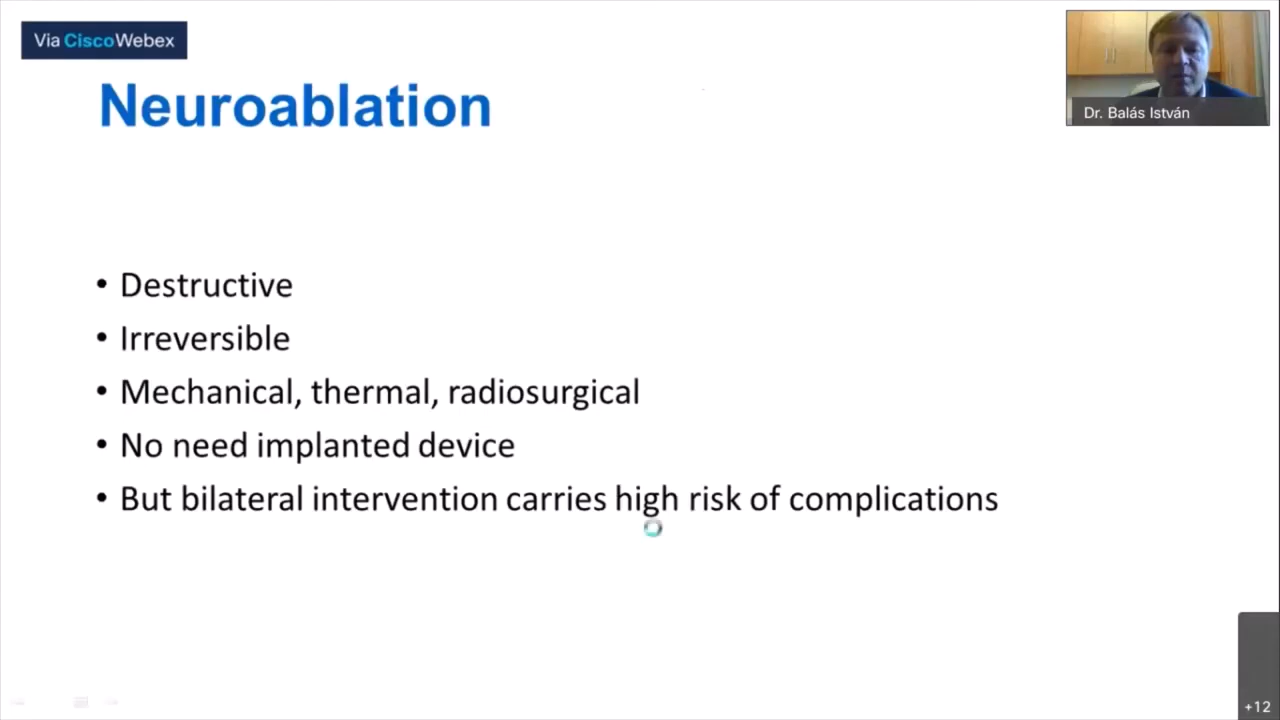 Via CiscoWebex
Dr. Balás István
Neuroablation
• Destructive
• Irreversible
• Mechanical, thermal, radiosurgical
• No need implanted device
• But bilateral intervention carries high risk of complications
+12